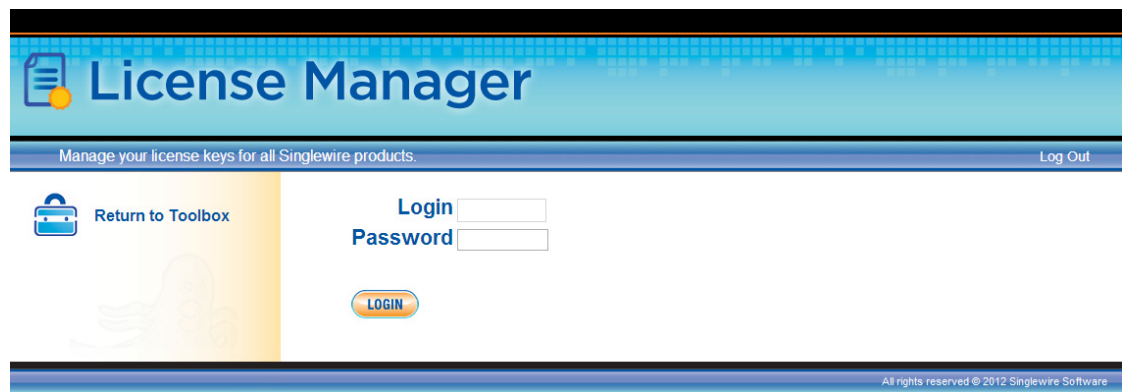 License Manager
Manage your license keys for all Singlewire products.
Log Out
Return to Toolbox
Login
Password
LOGIN
All rights reserved © 2012 Singlewire Software